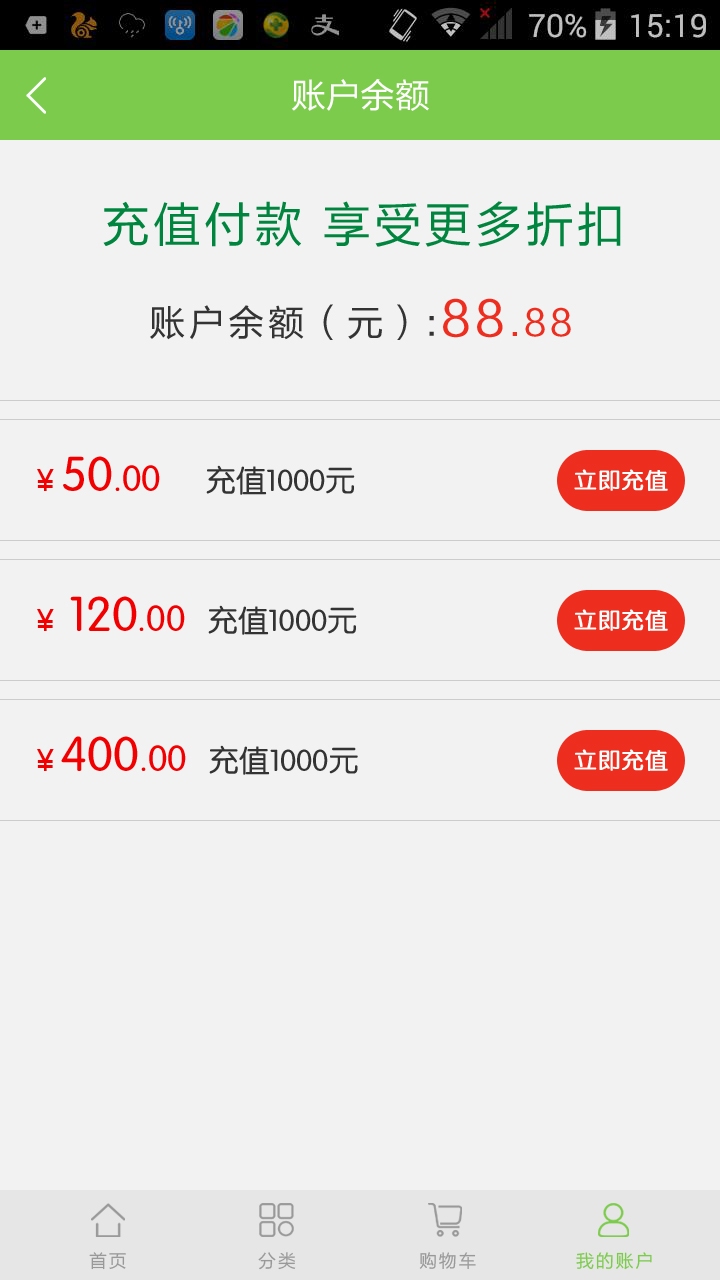 70% 15:19
账户余额
充值付款 享受更多折扣
账户余额（元）:88.88
¥50.00 充值1000元 立即充值
¥ 120.00 充值1000元 立即充值
¥400.00 充值1000元 立即充值
首页 分类 购物车 我的账户